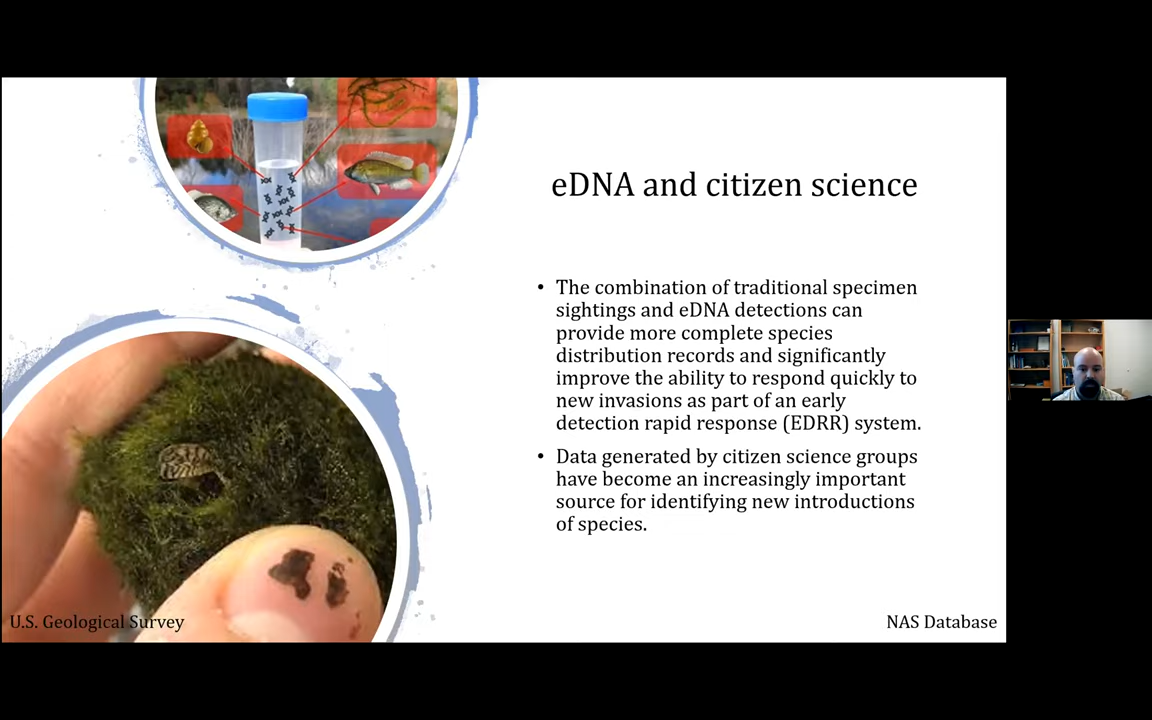 eDNA and citizen science
• The combination of traditional specimen
sightings and eDNA detections can
provide more complete species
distribution records and significantly
improve the ability to respond quickly to
new invasions as part of an early
detection rapid response (EDRR) system.
• Data generated by citizen science groups
have become an increasingly important
source for identifying new introductions
of species.
U.S. Geological Survey
NAS Database